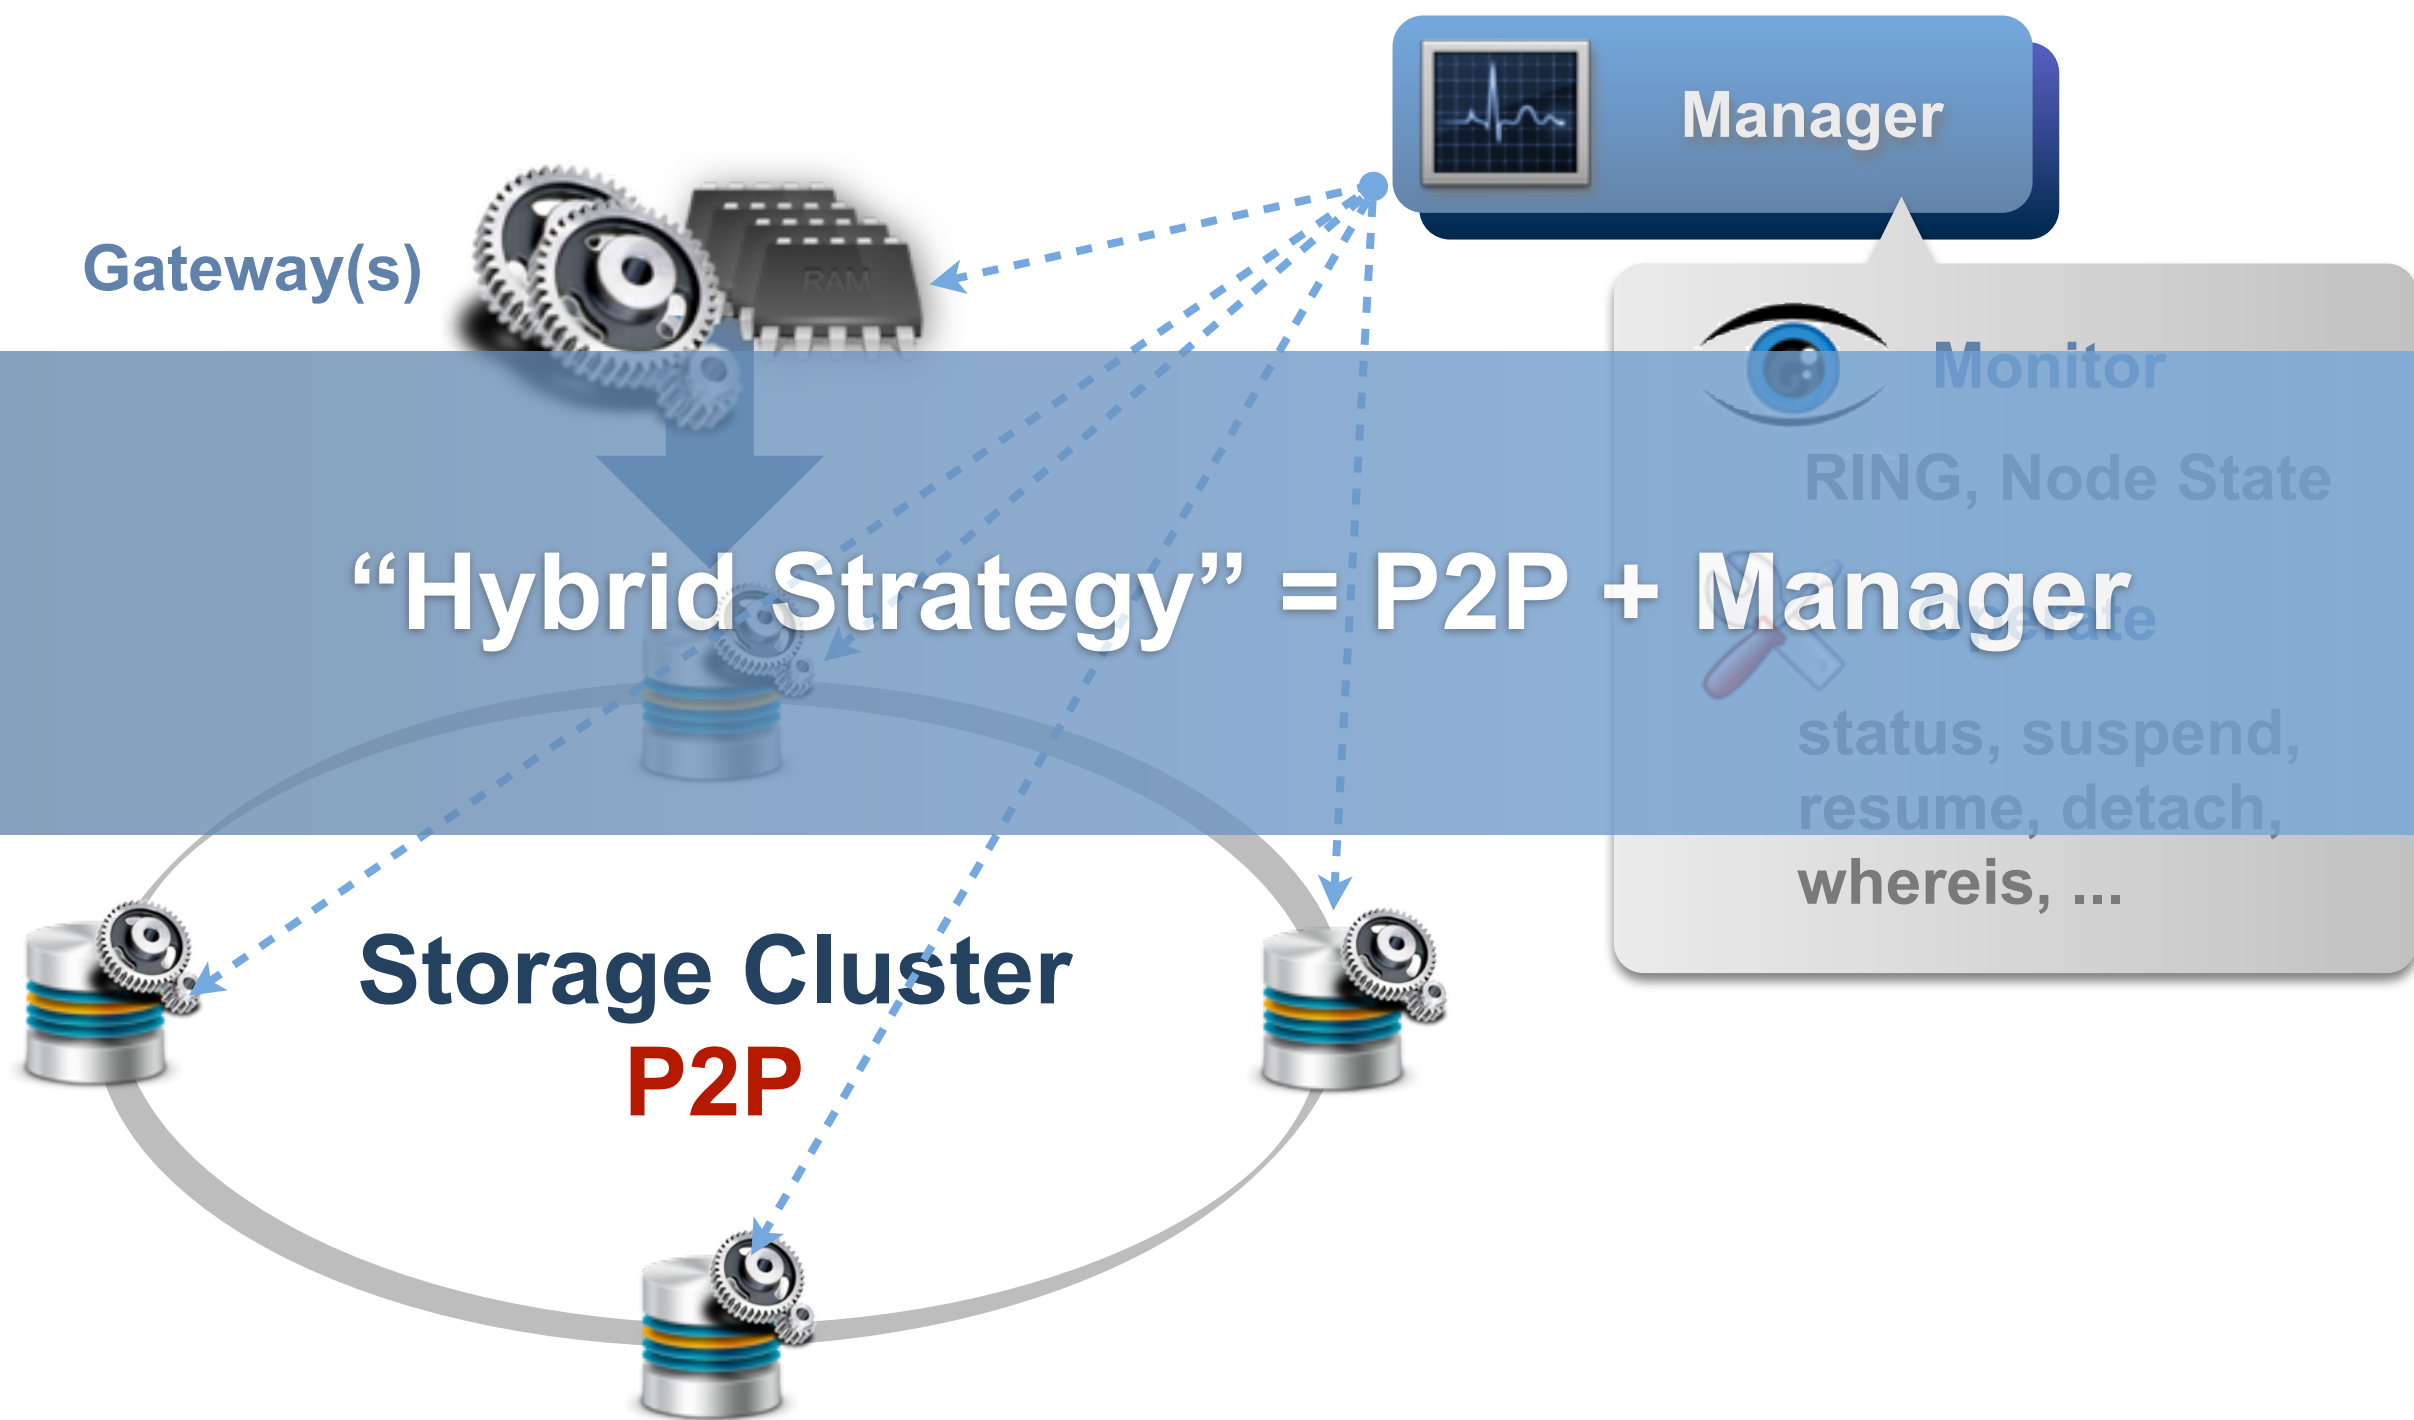 Manager
Gateway(s)
RAM
Monitor
RING, Node State
“Hybrid Strategy” = P2P + Manager
Operate
status, suspend,
resume, detach,
whereis, ...
Storage Cluster
P2P